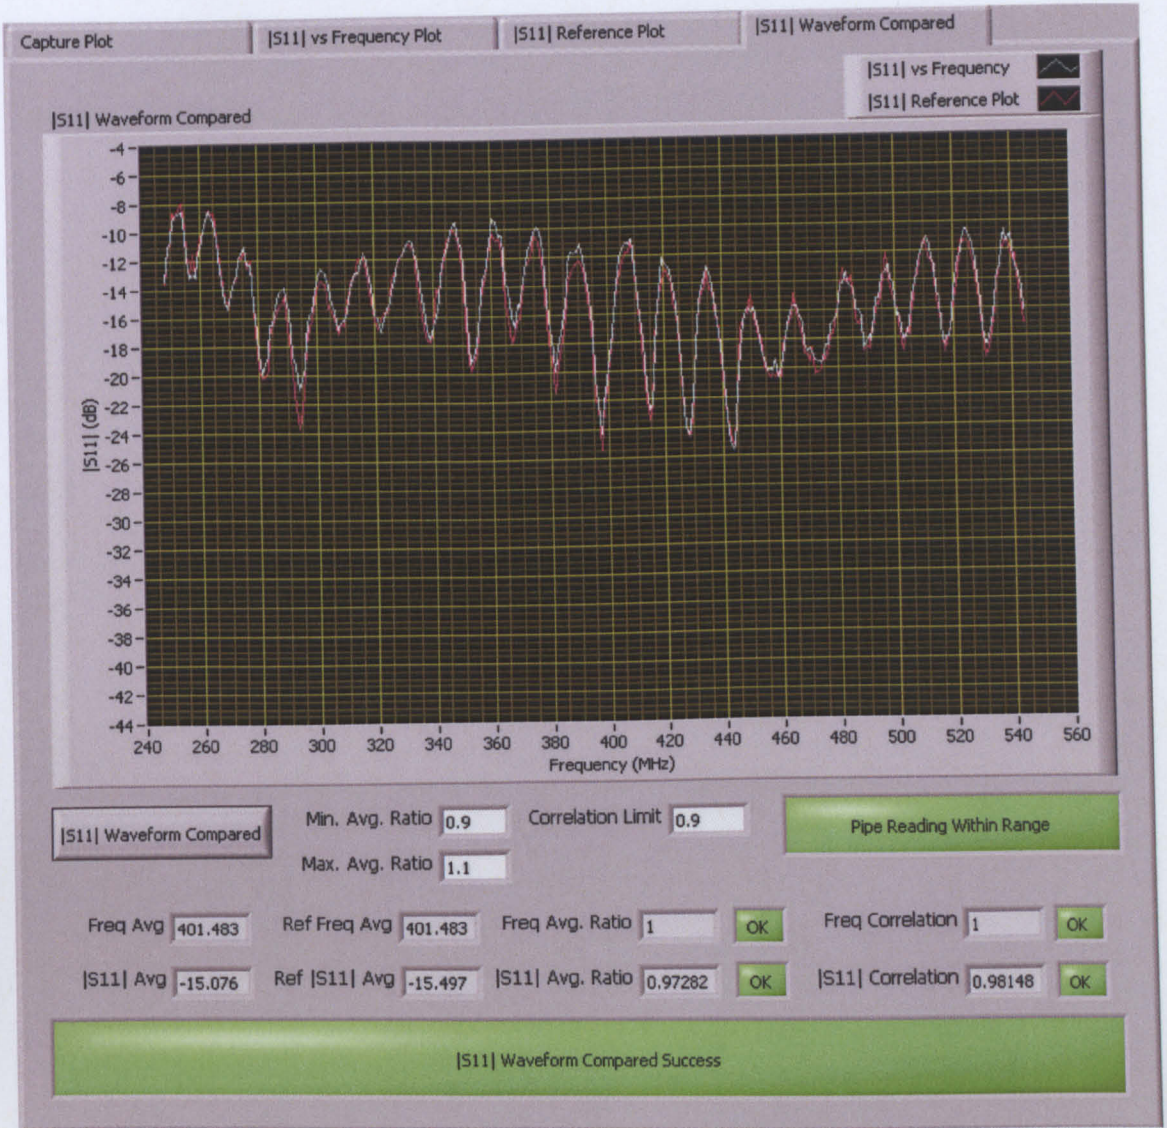 Capture Plot
|S11| vs Frequency Plot
|S11| Reference Plot
|S11| Waveform Compared
|S11| vs Frequency
|S11| Reference Plot
|S11| Waveform Compared
-4
-6
-8
-10
-12
-14
-16
-18
-20
-22
-24
-26
-28
-30
-32
-34
-36
-38
-40
-42
-44
|S11| (dB)
240 260 280 300 320 340 360 380 400 420 440 460 480 500 520 540 560
Frequency (MHz)
|S11| Waveform Compared
Min. Avg. Ratio 0.9
Correlation Limit 0.9
Pipe Reading Within Range
Max. Avg. Ratio 1.1
Freq Avg 401.483 Ref Freq Avg 401.483 Freq Avg. Ratio 1 OK Freq Correlation 1 OK
|S11| Avg -15.076 Ref |S11| Avg -15.497 |S11| Avg. Ratio 0.97282 OK |S11| Correlation 0.98148 OK
|S11| Waveform Compared Success